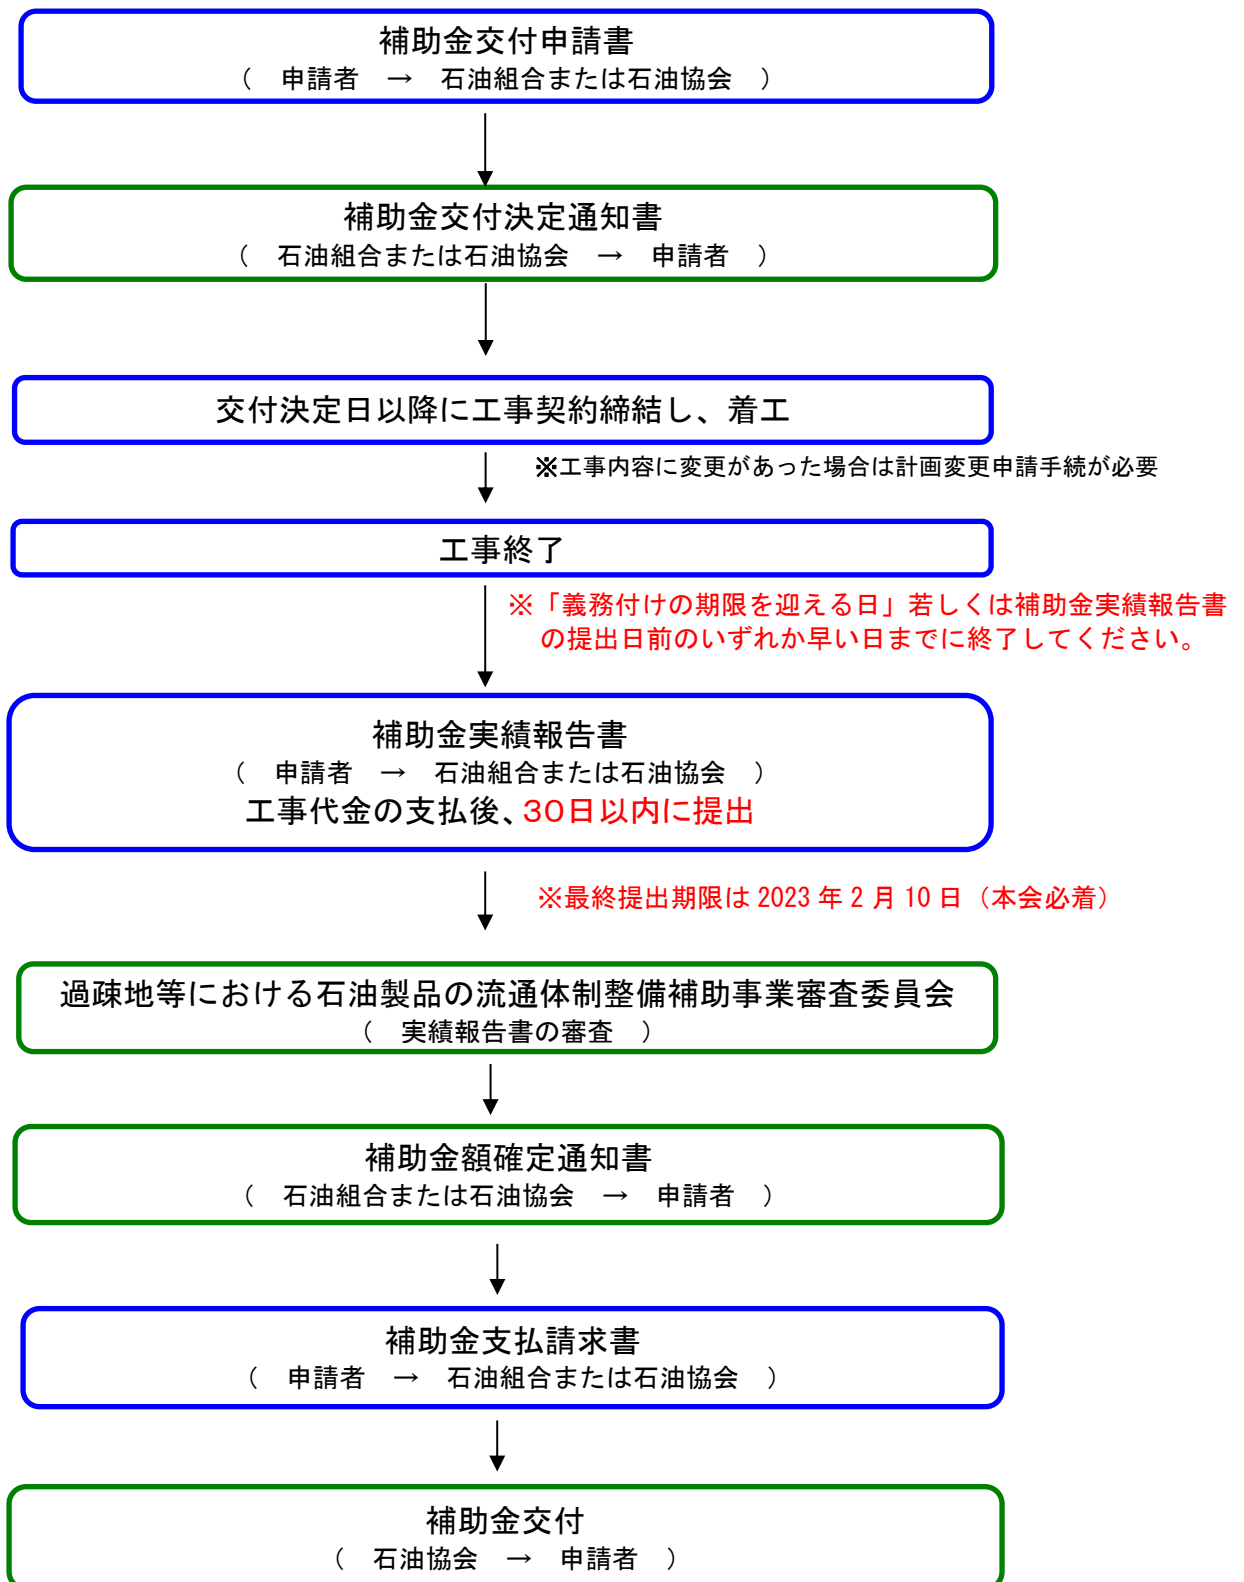 補助金交付申請書
（　申請者　→　石油組合または石油協会　）
補助金交付決定通知書
（　石油組合または石油協会　→　申請者　）
交付決定日以降に工事契約締結し、着工
※工事内容に変更があった場合は計画変更申請手続が必要
工事終了
※「義務付けの期限を迎える日」若しくは補助金実績報告書
の提出日前のいずれか早い日までに終了してください。
補助金実績報告書
（　申請者　→　石油組合または石油協会　）
工事代金の支払後、３０日以内に提出
※最終提出期限は 2023 年 2 月 10 日（本会必着）
過疎地等における石油製品の流通体制整備補助事業審査委員会
（　実績報告書の審査　）
補助金額確定通知書
（　石油組合または石油協会　→　申請者　）
補助金支払請求書
（　申請者　→　石油組合または石油協会　）
補助金交付
（　石油協会　→　申請者　）